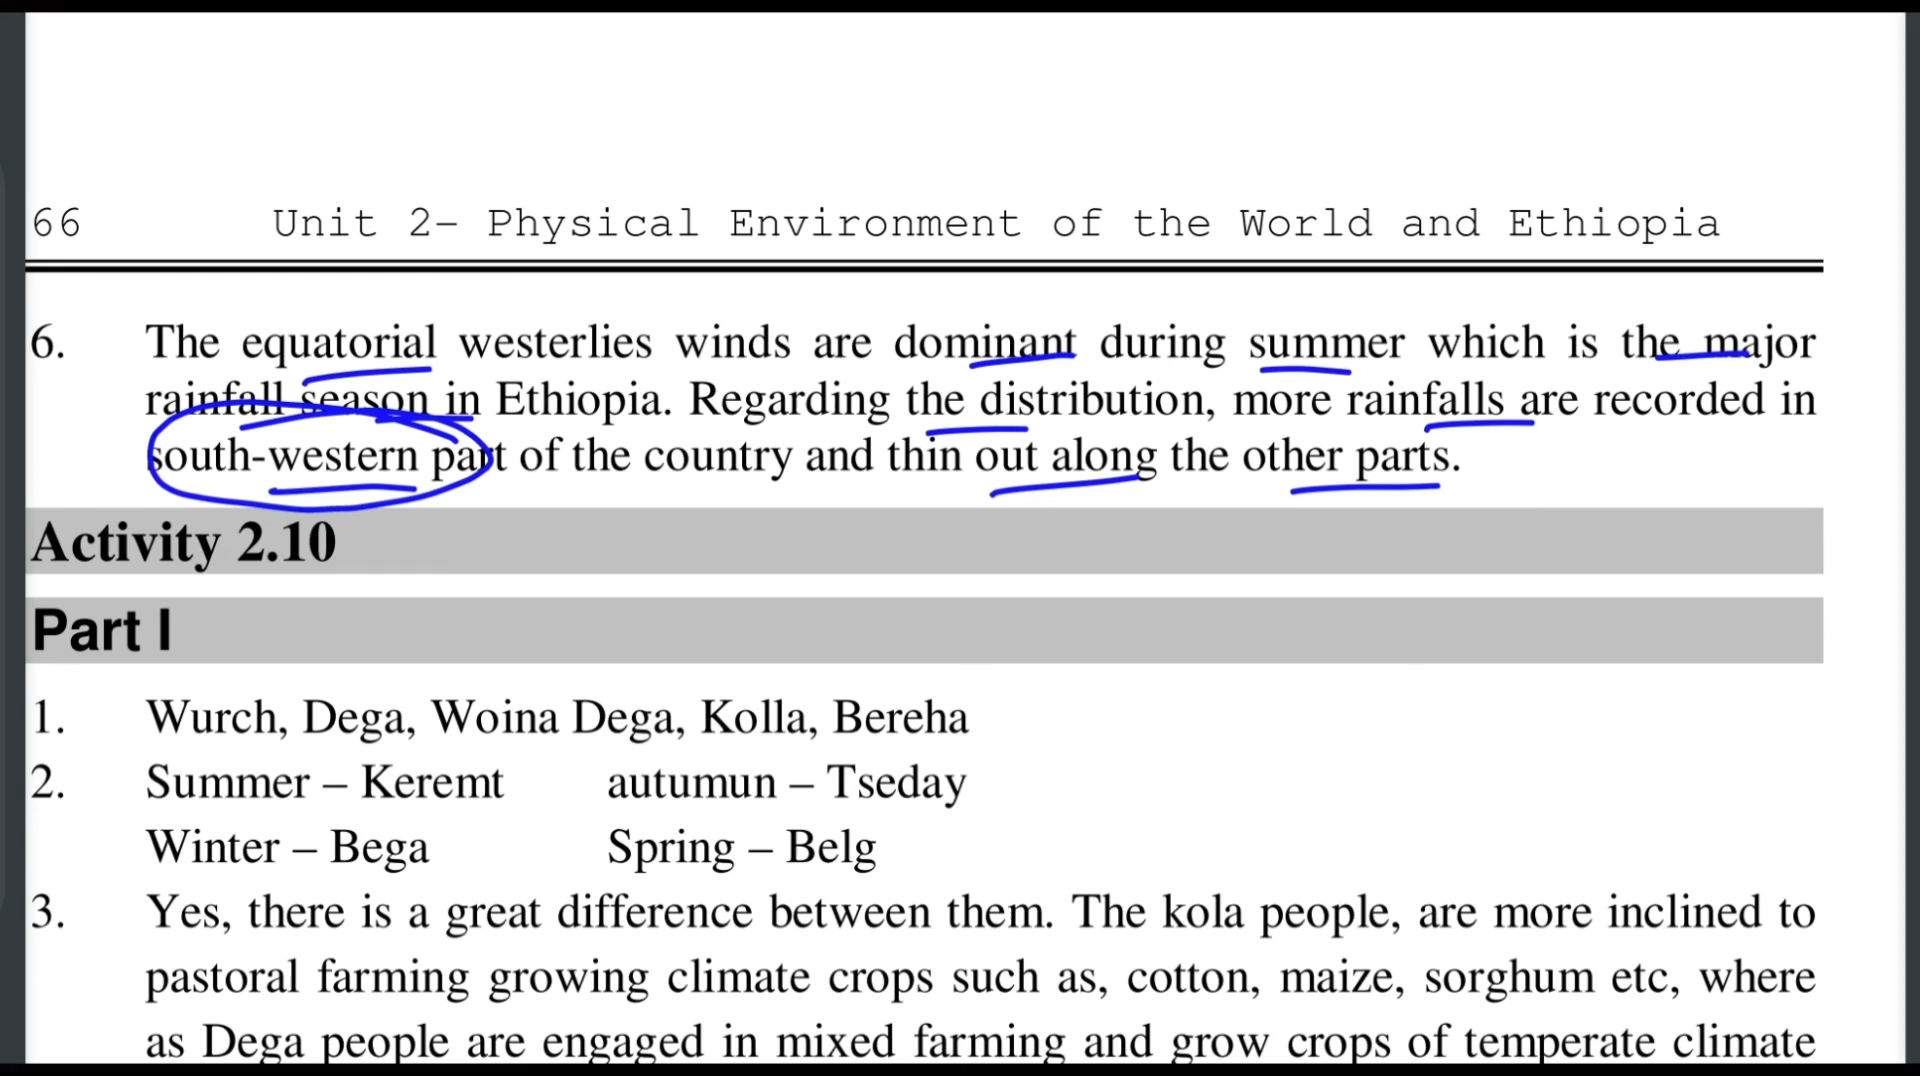 66 Unit 2- Physical Environment of the World and Ethiopia
6. The equatorial westerlies winds are dominant during summer which is the major
rainfall season in Ethiopia. Regarding the distribution, more rainfalls are recorded in
south-western part of the country and thin out along the other parts.
Activity 2.10
Part I
1. Wurch, Dega, Woina Dega, Kolla, Bereha
2. Summer – Keremt autumun – Tseday
Winter – Bega Spring – Belg
3. Yes, there is a great difference between them. The kola people, are more inclined to
pastoral farming growing climate crops such as, cotton, maize, sorghum etc, where
as Dega people are engaged in mixed farming and grow crops of temperate climate